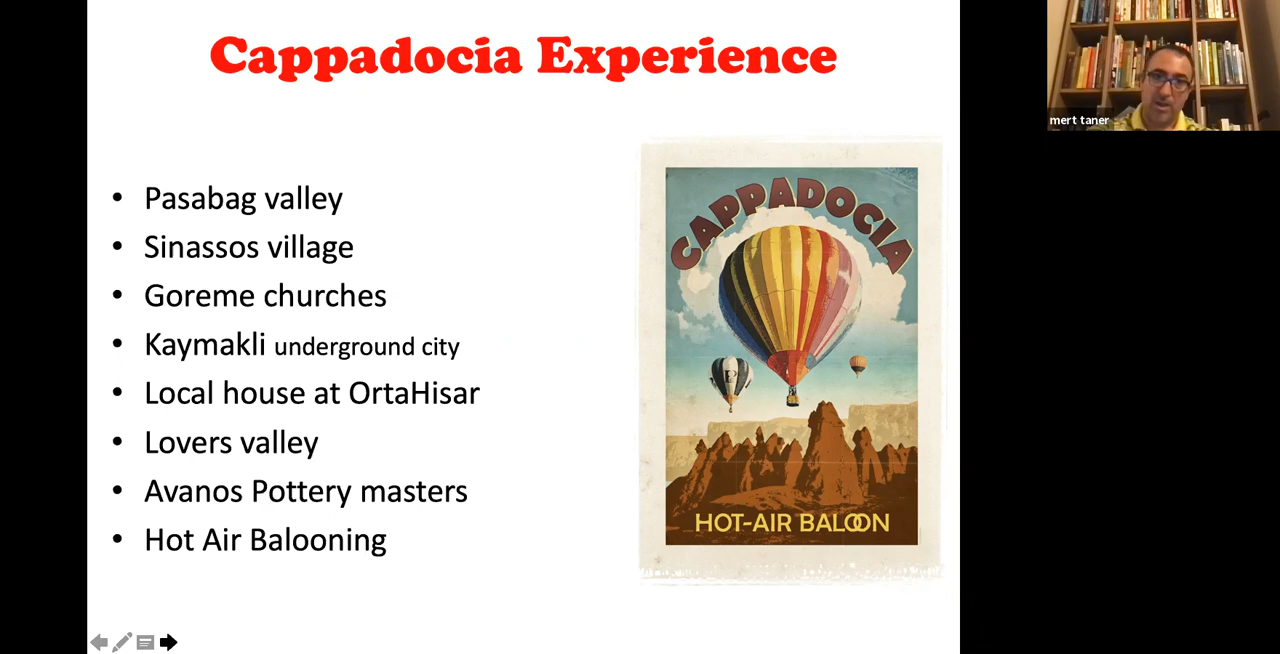 Cappadocia Experience
• Pasabag valley
• Sinassos village
• Goreme churches
• Kaymakli underground city
• Local house at OrtaHisar
• Lovers valley
• Avanos Pottery masters
• Hot Air Balooning
CAPPADOCIA
HOT-AIR BALOON
mert taner